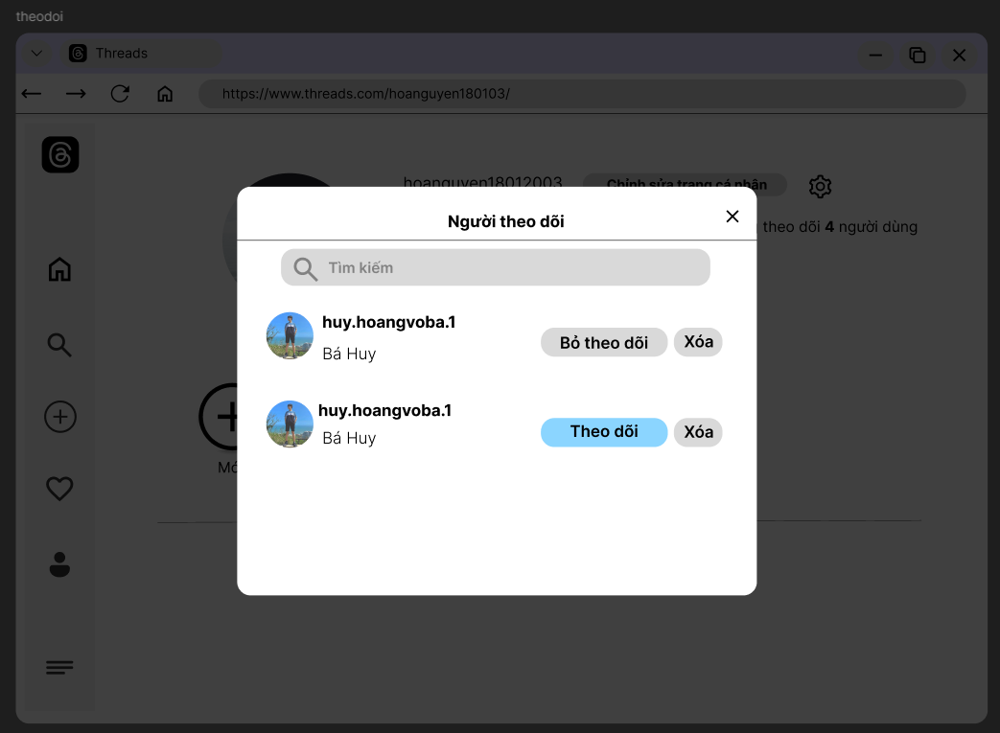 theodoi
Threads
https://www.threads.com/hoanguyen180103/
hoanguyen18012003
Chỉnh sửa trang cá nhân
theo dõi 4 người dùng
Người theo dõi
Tìm kiếm
huy.hoangvoba.1
Bá Huy
Bỏ theo dõi
Xóa
huy.hoangvoba.1
Bá Huy
Theo dõi
Xóa